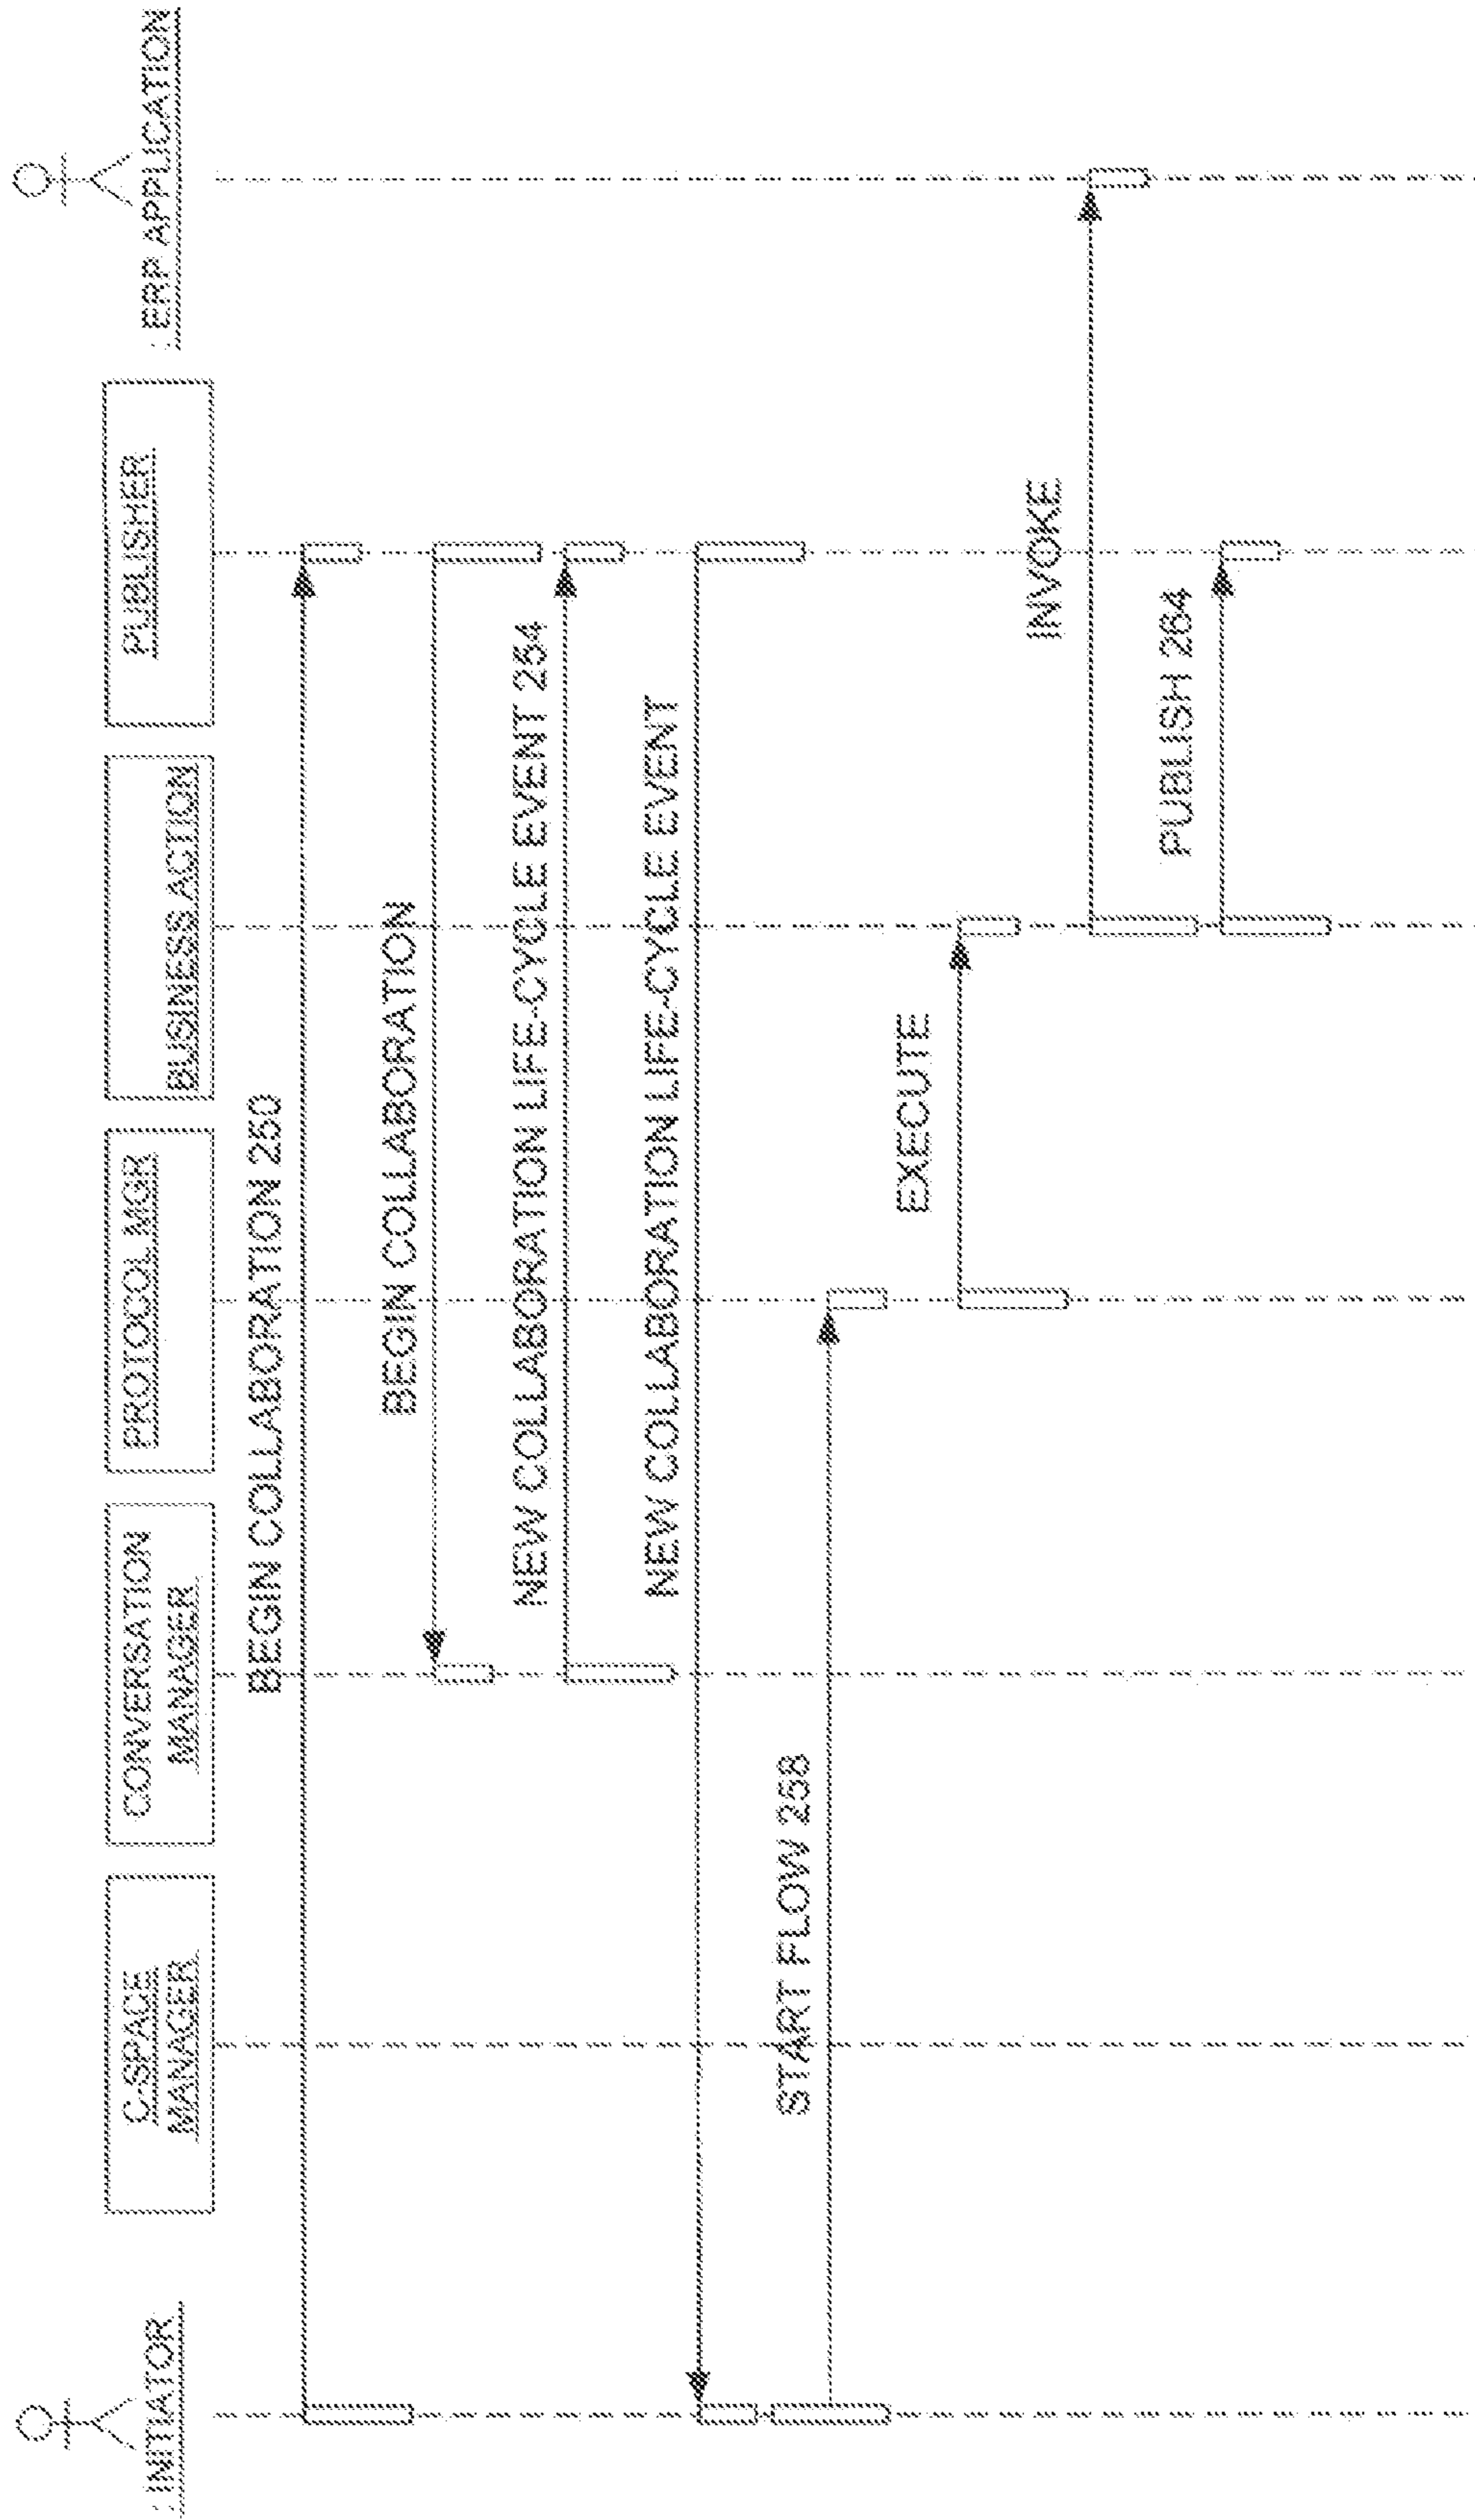 : INITIATOR
C-SPACE
MANAGER
CONVERSATION
MANAGER
PROTOCOL MGR
BUSINESS ACTION
PUBLISHER
: ERP APPLICATION
BEGIN COLLABORATION 250
BEGIN COLLABORATION
NEW COLLABORATION LIFE-CYCLE EVENT 254
NEW COLLABORATION LIFE-CYCLE EVENT
START FLOW 258
EXECUTE
INVOKE
PUBLISH 264